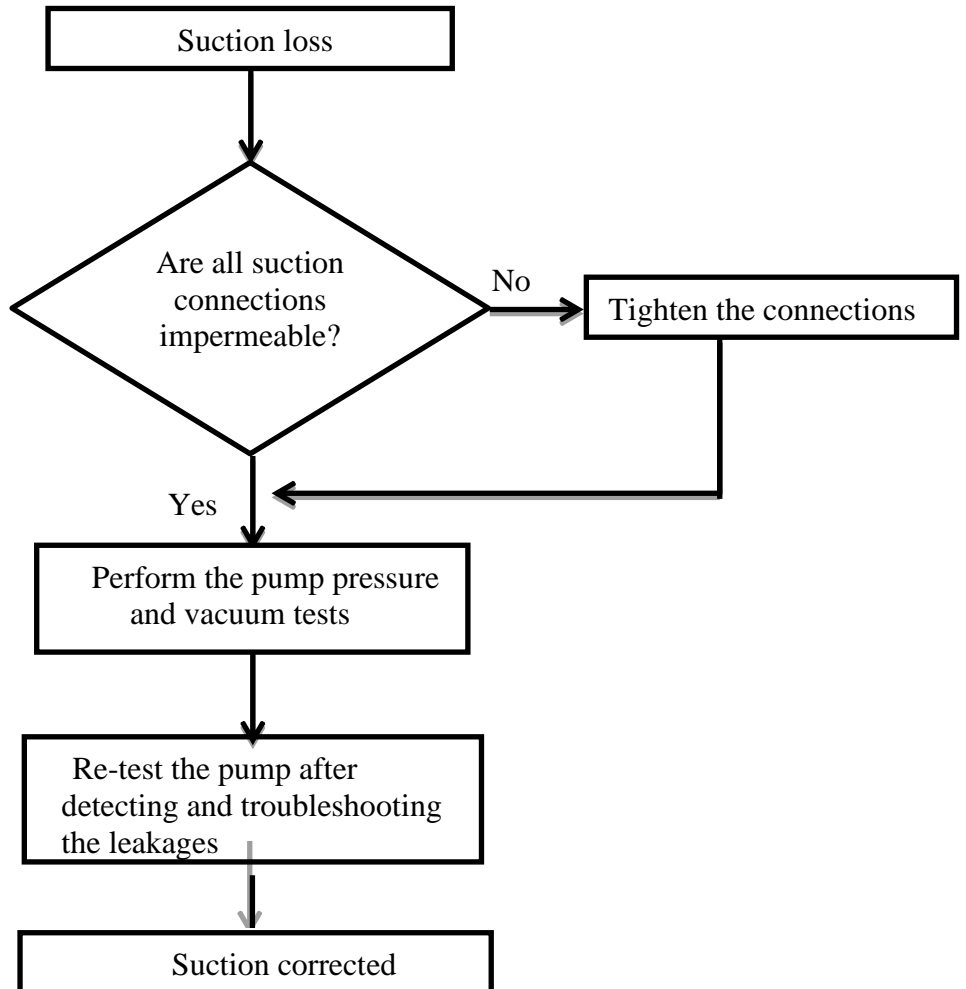 Suction loss
Are all suction
connections
impermeable?
No
Tighten the connections
Yes
Perform the pump pressure
and vacuum tests
Re-test the pump after
detecting and troubleshooting
the leakages
Suction corrected